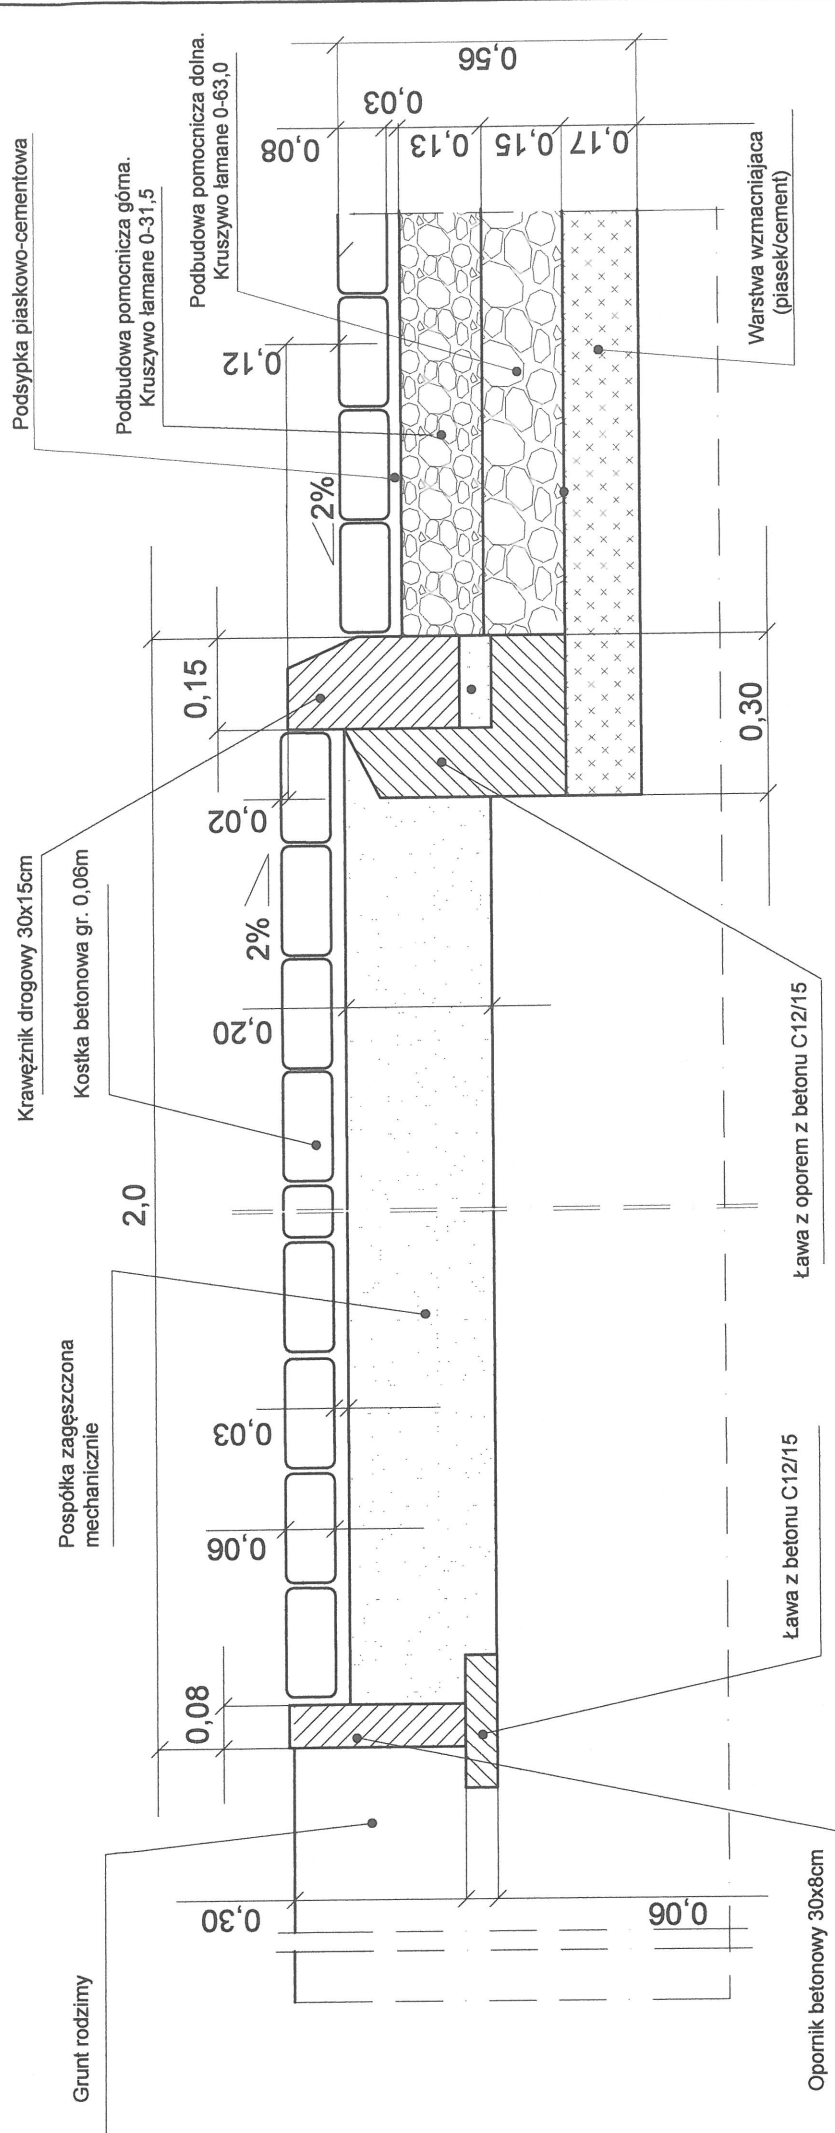 Grunt rodzimy
Pospółka zagęszczona
mechanicznie
Krawężnik drogowy 30x15cm
Kostka betonowa gr. 0,06m
Podsypka piaskowo-cementowa
Podbudowa pomocnicza górna.
Kruszywo łamane 0-31,5
Podbudowa pomocnicza dolna.
Kruszywo łamane 0-63,0
2,0
0,08
0,15
0,30
0,06
0,06
0,03
0,20
2%
0,02
2%
0,12
0,08
0,03
0,13
0,15
0,17
0,56
0,30
Opornik betonowy 30x8cm
Ława z betonu C12/15
Ława z oporem z betonu C12/15
Warstwa wzmacniajaca
(piasek/cement)